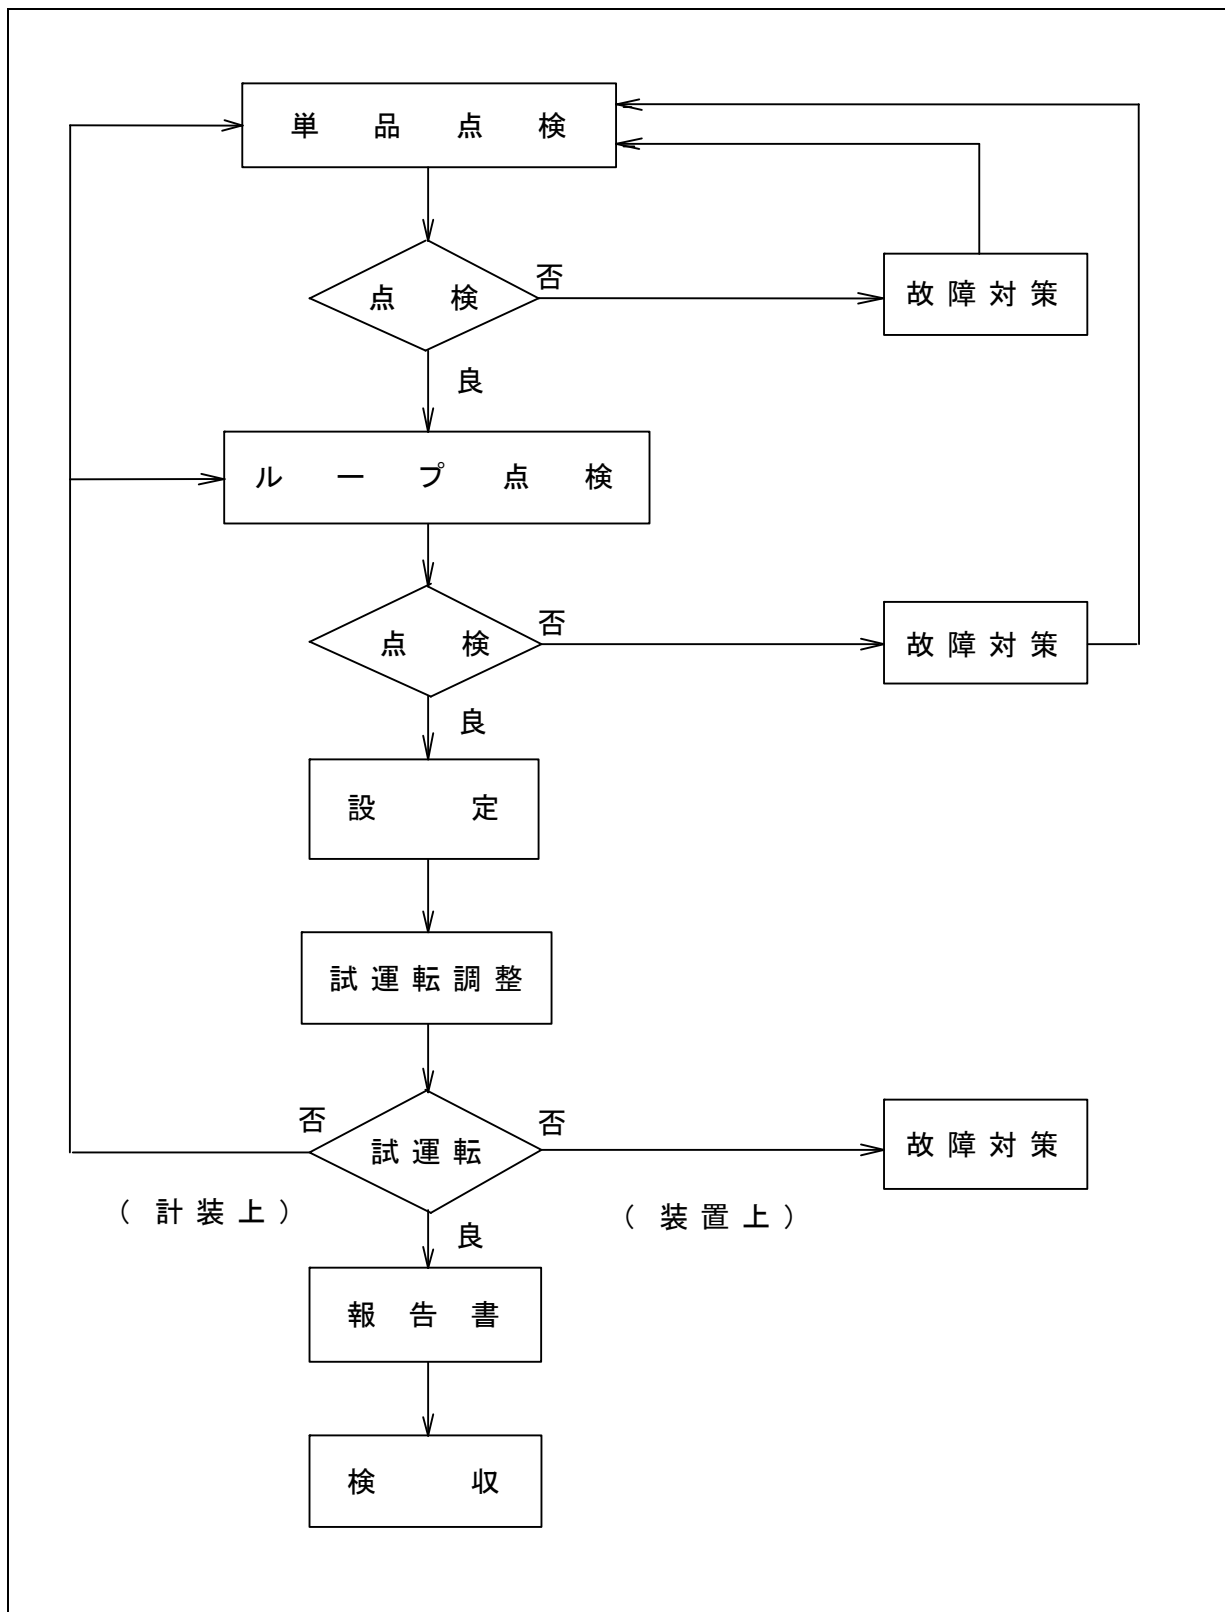 単品点検
否
点検
故障対策
良
ループ点検
否
点検
故障対策
良
設定
試運転調整
否
否
試運転
故障対策
（計装上）
（装置上）
良
報告書
検収